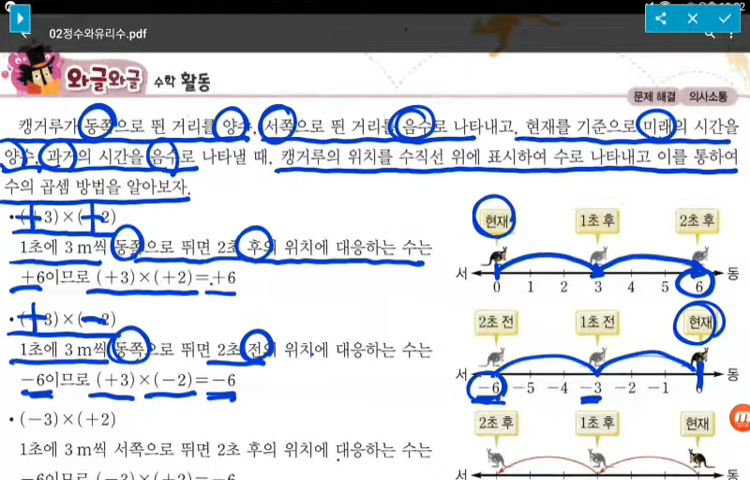 02정수와유리수.pdf
와글와글 수학 활동
문제 해결 의사소통
캥거루가 동쪽으로 뛴 거리를 양수, 서쪽으로 뛴 거리를 음수로 나타내고, 현재를 기준으로 미래의 시간을
양수, 과거의 시간을 음수로 나타낼 때, 캥거루의 위치를 수직선 위에 표시하여 수로 나타내고 이를 통하여
수의 곱셈 방법을 알아보자.
• (+3)×(+2)
1초에 3 m씩 동쪽으로 뛰면 2초 후의 위치에 대응하는 수는
+6이므로 (+3)×(+2)=+6
현재 1초 후 2초 후
서 0 1 2 3 4 5 6 동
• (+3)×(−2)
1초에 3 m씩 동쪽으로 뛰면 2초 전의 위치에 대응하는 수는
−6이므로 (+3)×(−2)=−6
2초 전 1초 전 현재
서 −6 −5 −4 −3 −2 −1 0 동
• (−3)×(+2)
1초에 3 m씩 서쪽으로 뛰면 2초 후의 위치에 대응하는 수는
−6이므로 (−3)×(+2)=−6
2초 후 1초 후 현재
서 동